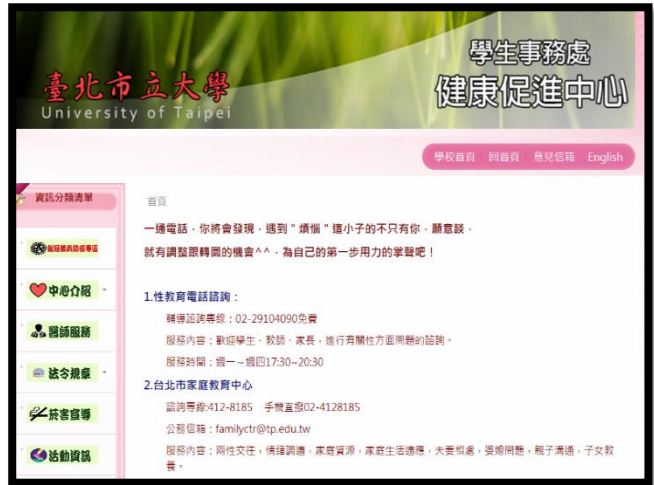 臺北市立大學
University of Taipei
學生事務處
健康促進中心
學校首頁 回首頁 意見信箱 English
資訊分類清單
中心介紹
醫師服務
法令規章
菸害宣導
活動資訊
首頁
一通電話，你將會發現，遇到"煩惱"這小子的不只有你，願意談，
就有調整跟轉圜的機會^^，為自己的第一步用力的掌聲吧！
1.性教育電話諮詢：
輔導諮詢專線：02-29104090免費
服務內容：歡迎學生、教師、家長，進行有關性方面問題的諮詢。
服務時間：週一～週四17:30~20:30
2.台北市家庭教育中心
諮詢專線:412-8185 手機直撥02-4128185
公務信箱：familyctr@tp.edu.tw
服務內容：兩性交往，情緒調適，家庭資源，家庭生活適應，夫妻相處，婆媳問題，親子溝通，子女教
養。